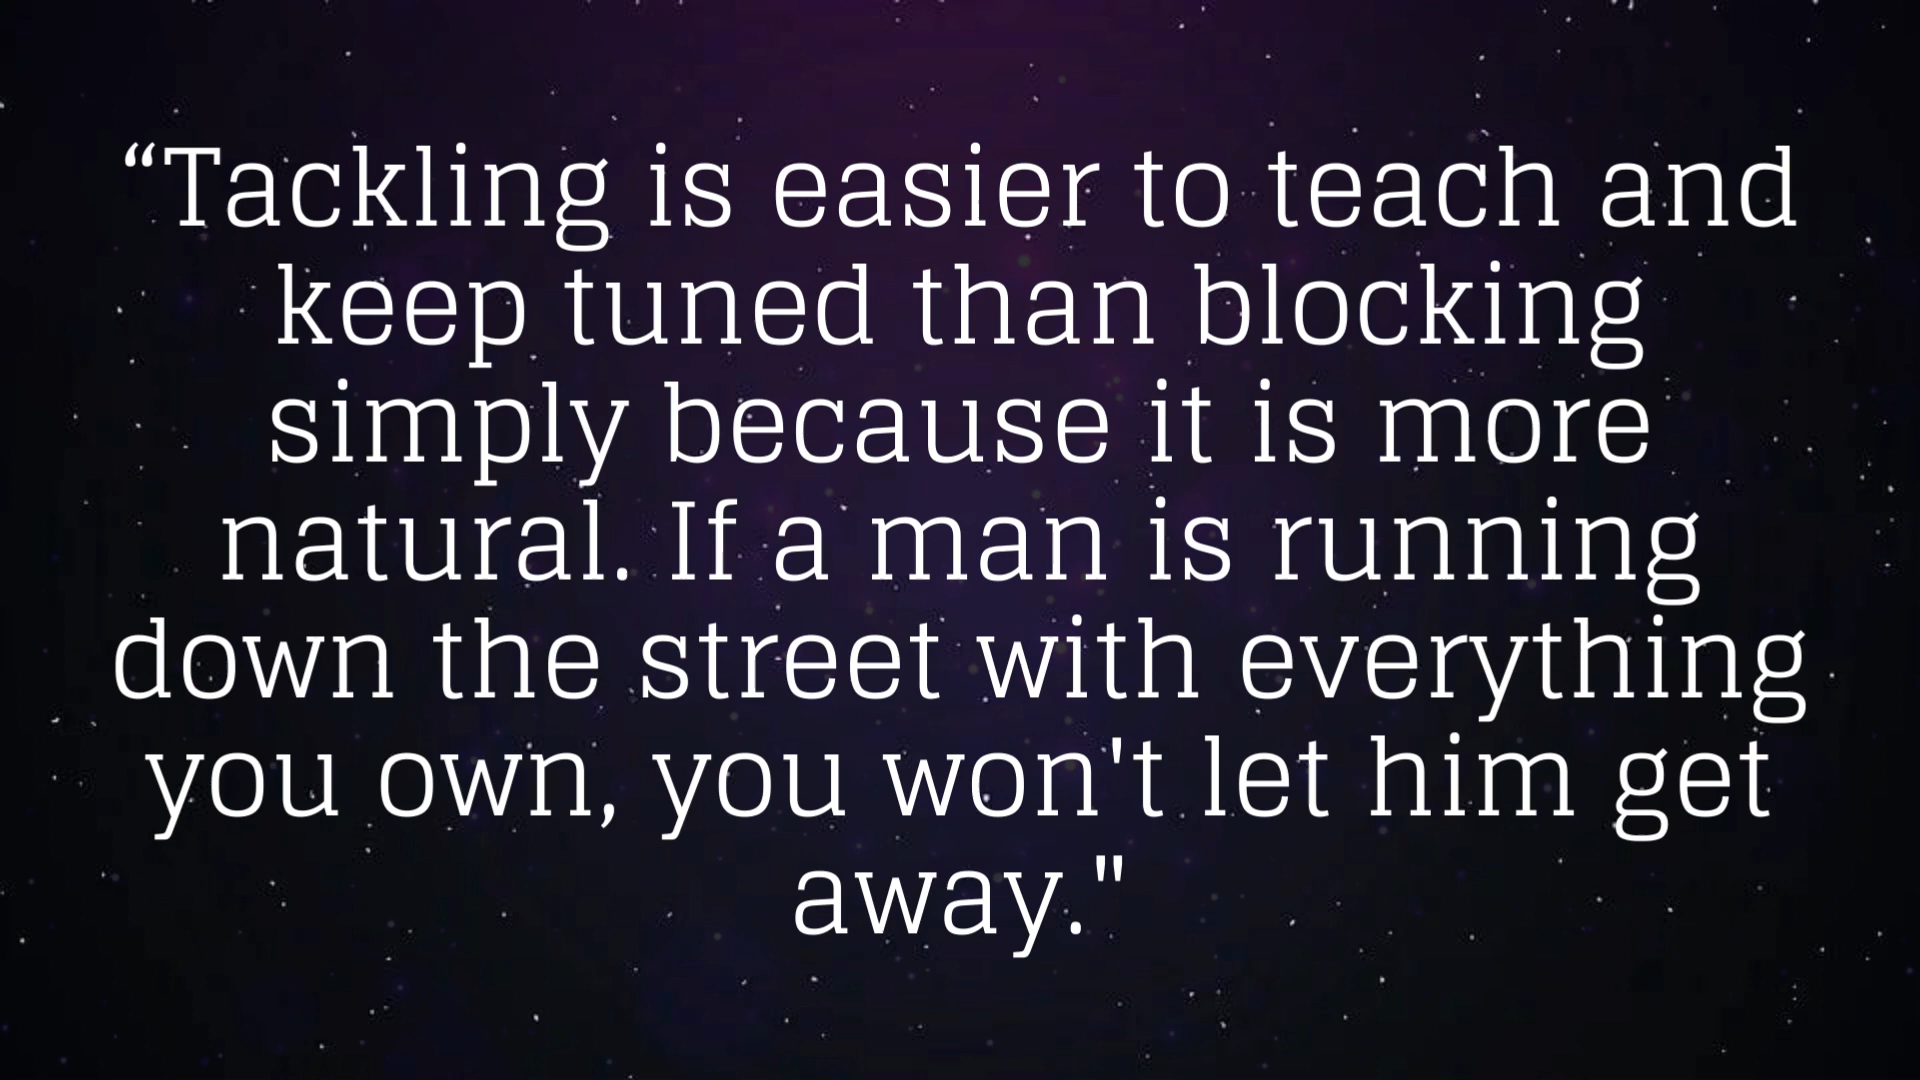 “Tackling is easier to teach and
keep tuned than blocking
simply because it is more
natural. If a man is running
down the street with everything
you own, you won't let him get
away."